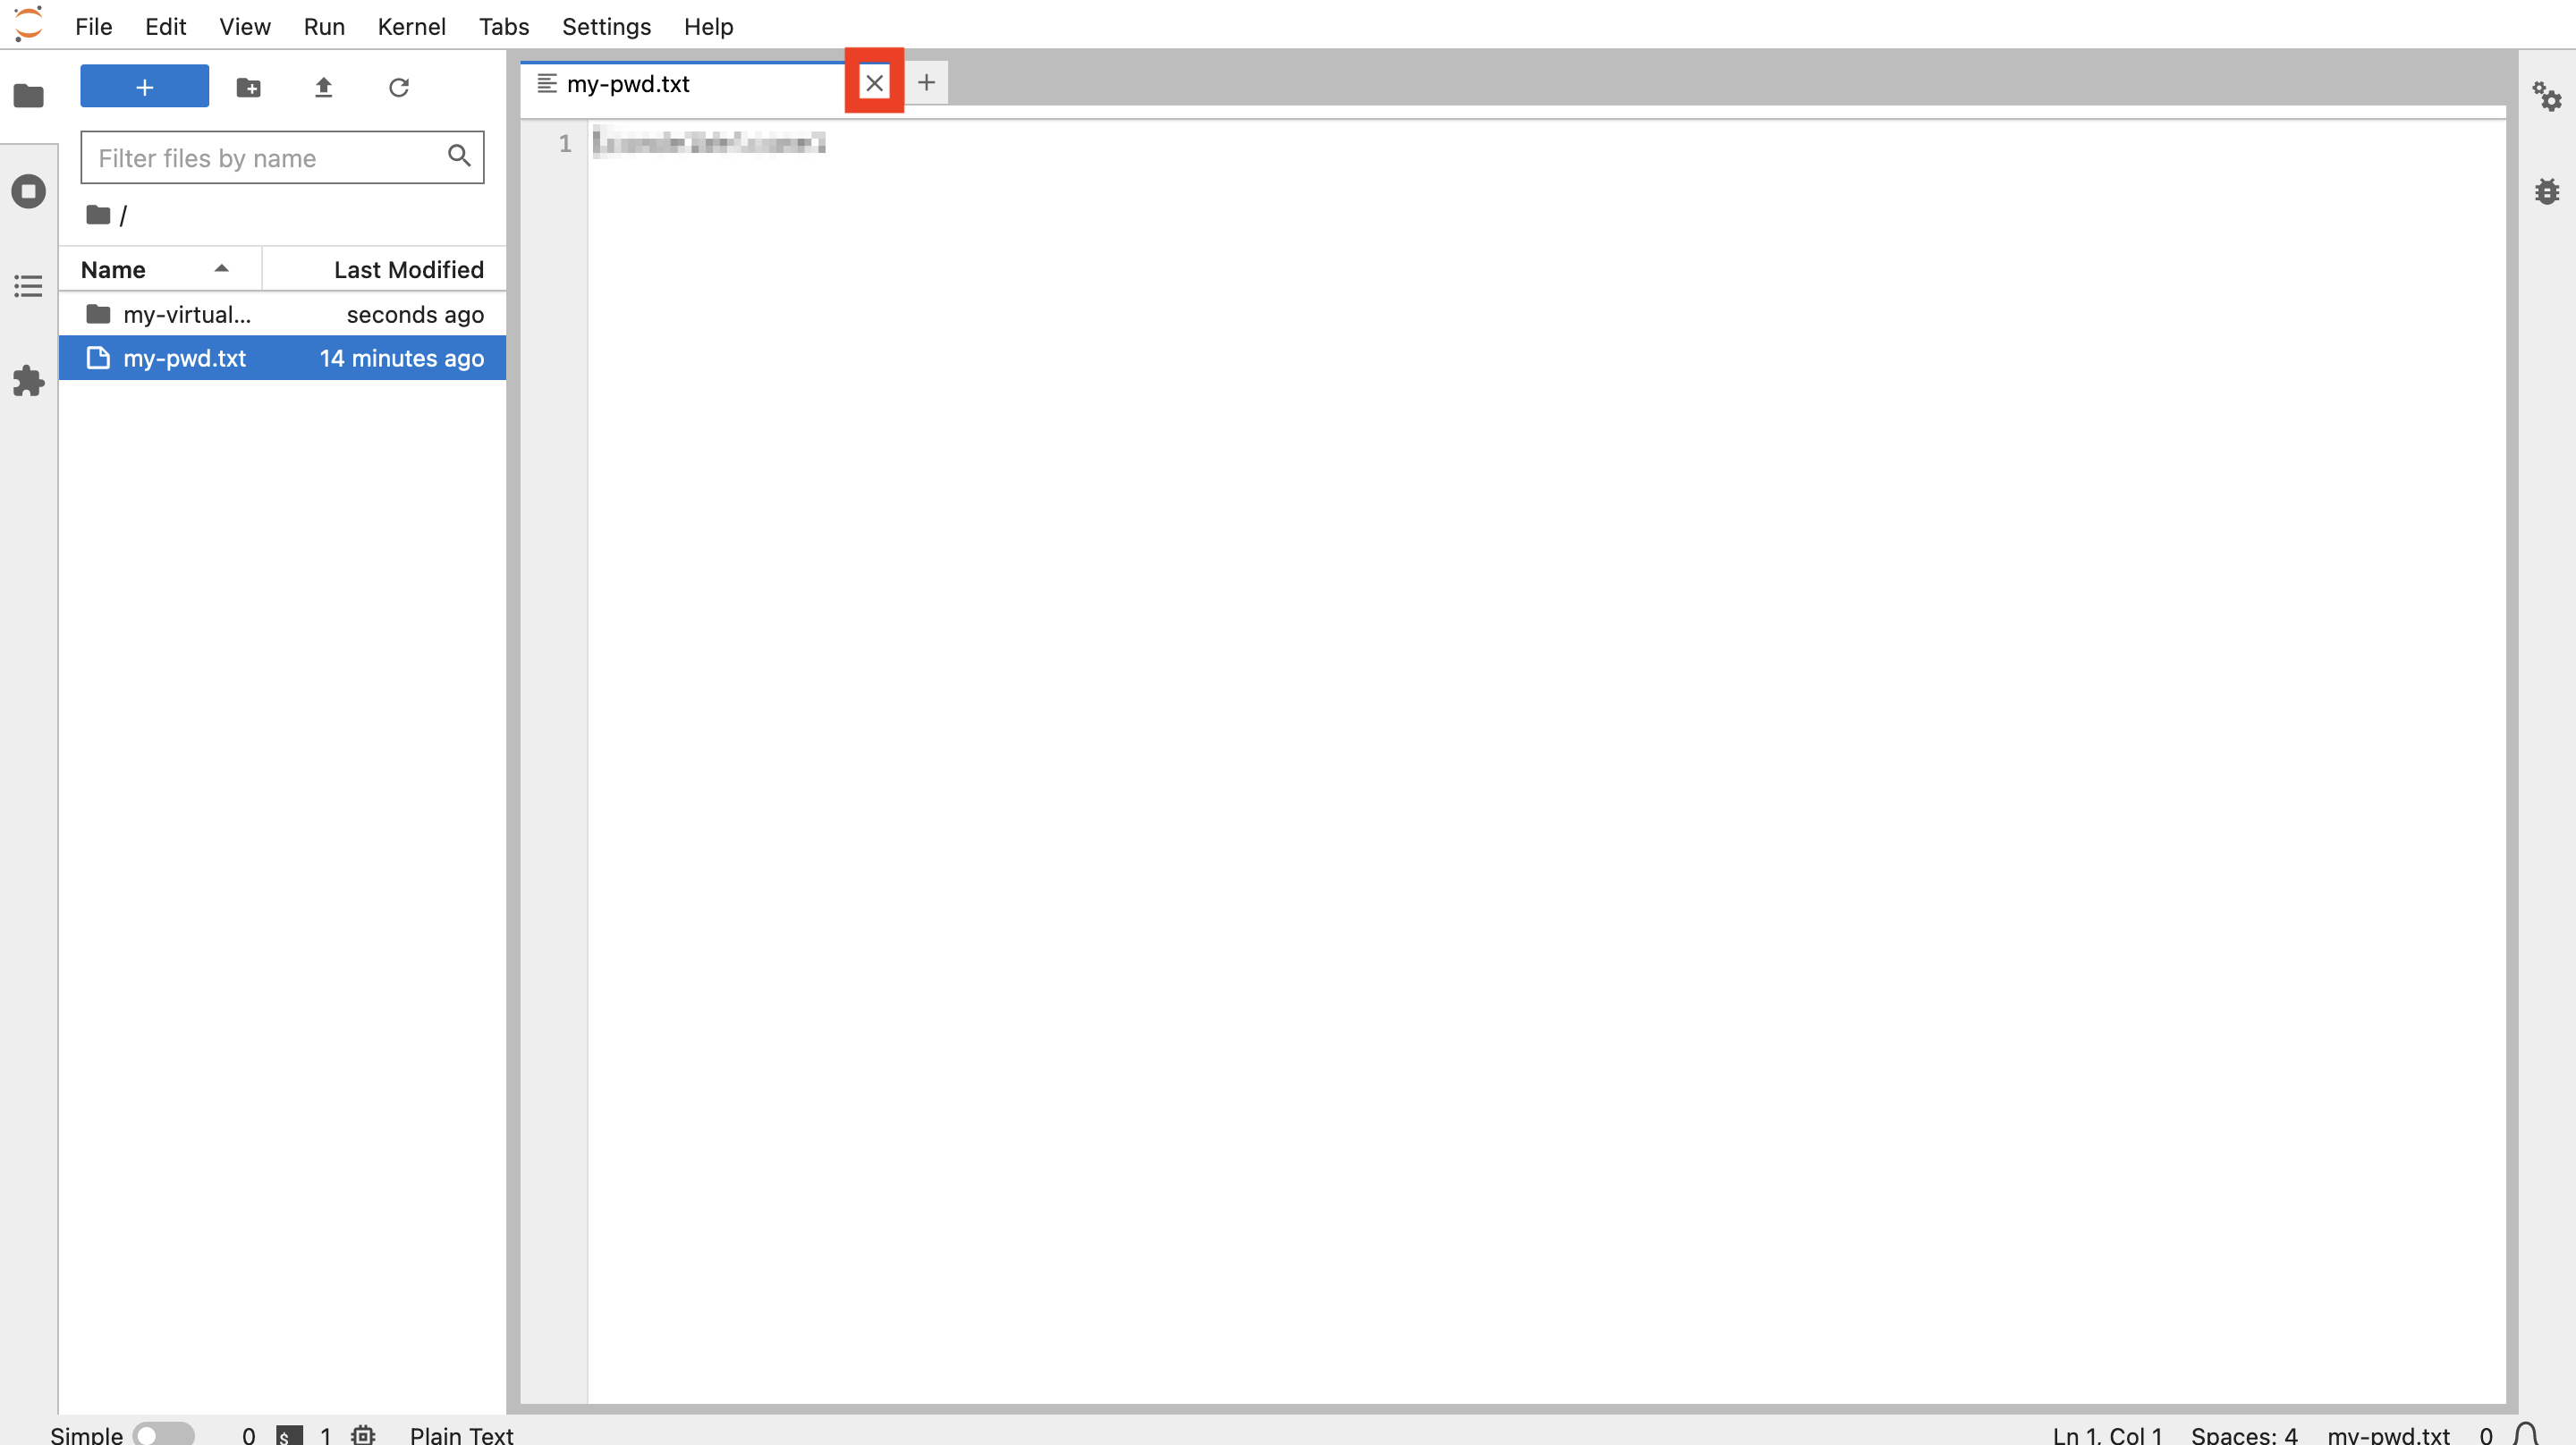 File Edit View Run Kernel Tabs Settings Help
my-pwd.txt
Filter files by name
/
Name Last Modified
my-virtual... seconds ago
my-pwd.txt 14 minutes ago
1
Simple 0 $ 1 Plain Text
Ln 1, Col 1 Spaces: 4 my-pwd.txt 0